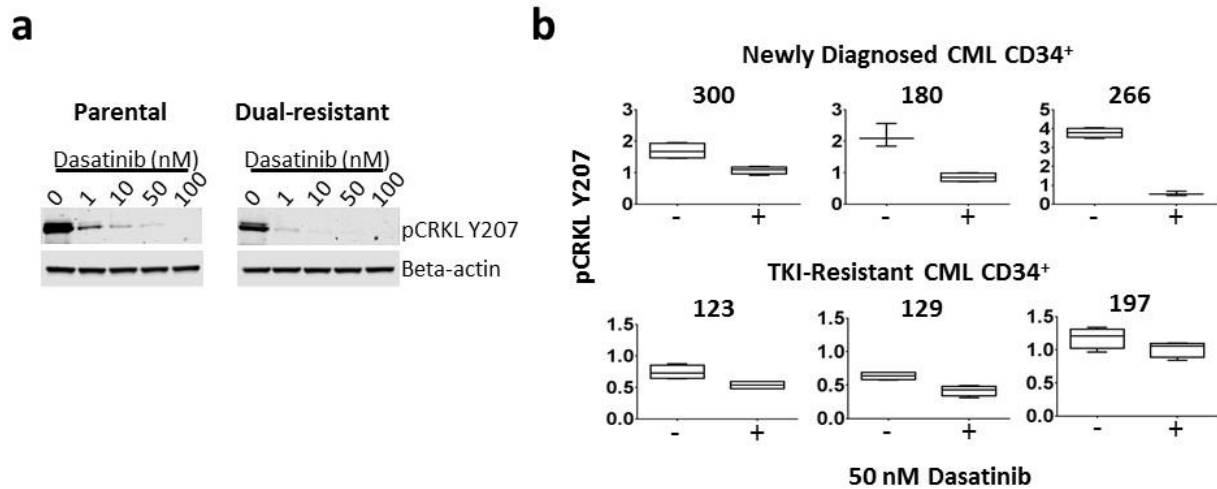 a
Parental
Dual-resistant
Dasatinib (nM)
Dasatinib (nM)
0 1 10 50 100
0 1 10 50 100
pCRKL Y207
Beta-actin
b
Newly Diagnosed CML CD34⁺
pCRKL Y207
300
3
2
1
0
- +
180
3
2
1
0
- +
266
5
4
3
2
1
0
- +
TKI-Resistant CML CD34⁺
123
1.5
1.0
0.5
0.0
- +
129
1.5
1.0
0.5
0.0
- +
197
1.5
1.0
0.5
0.0
- +
50 nM Dasatinib